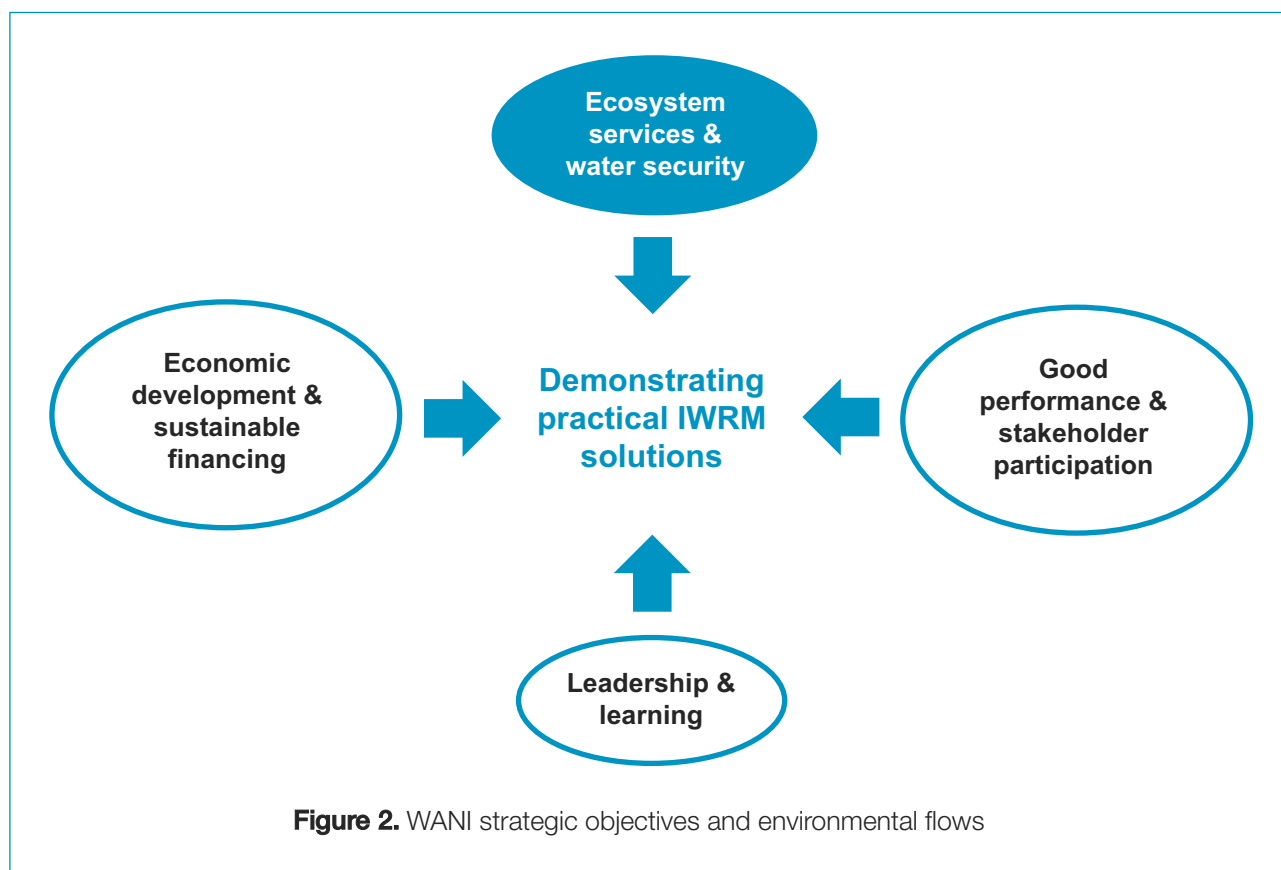 Ecosystem
services &
water security
Economic
development &
sustainable
financing
Demonstrating
practical IWRM
solutions
Good
performance &
stakeholder
participation
Leadership &
learning
Figure 2. WANI strategic objectives and environmental flows